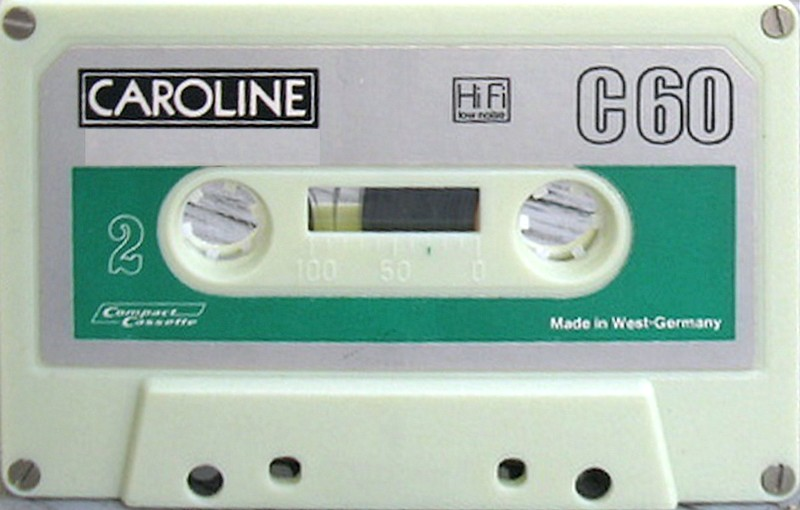 CAROLINE
Hi Fi
low noise
C60
2
100 50 0
Compact
Cassette
Made in West-Germany